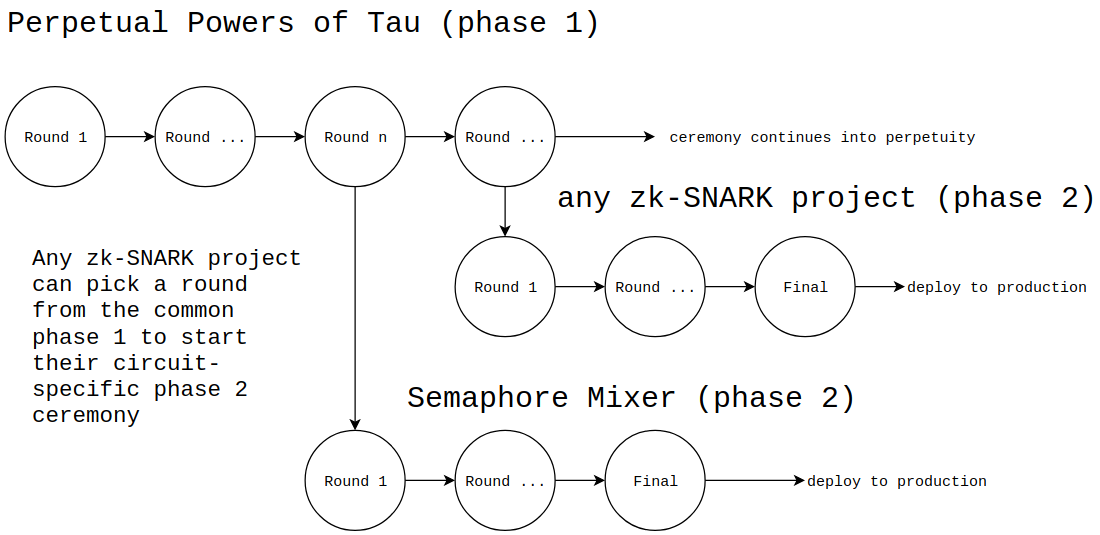 Perpetual Powers of Tau (phase 1)
Round 1
Round ...
Round n
Round ...
ceremony continues into perpetuity
any zk-SNARK project (phase 2)
Any zk-SNARK project
can pick a round
from the common
phase 1 to start
their circuit-
specific phase 2
ceremony
Round 1
Round ...
Final
deploy to production
Semaphore Mixer (phase 2)
Round 1
Round ...
Final
deploy to production